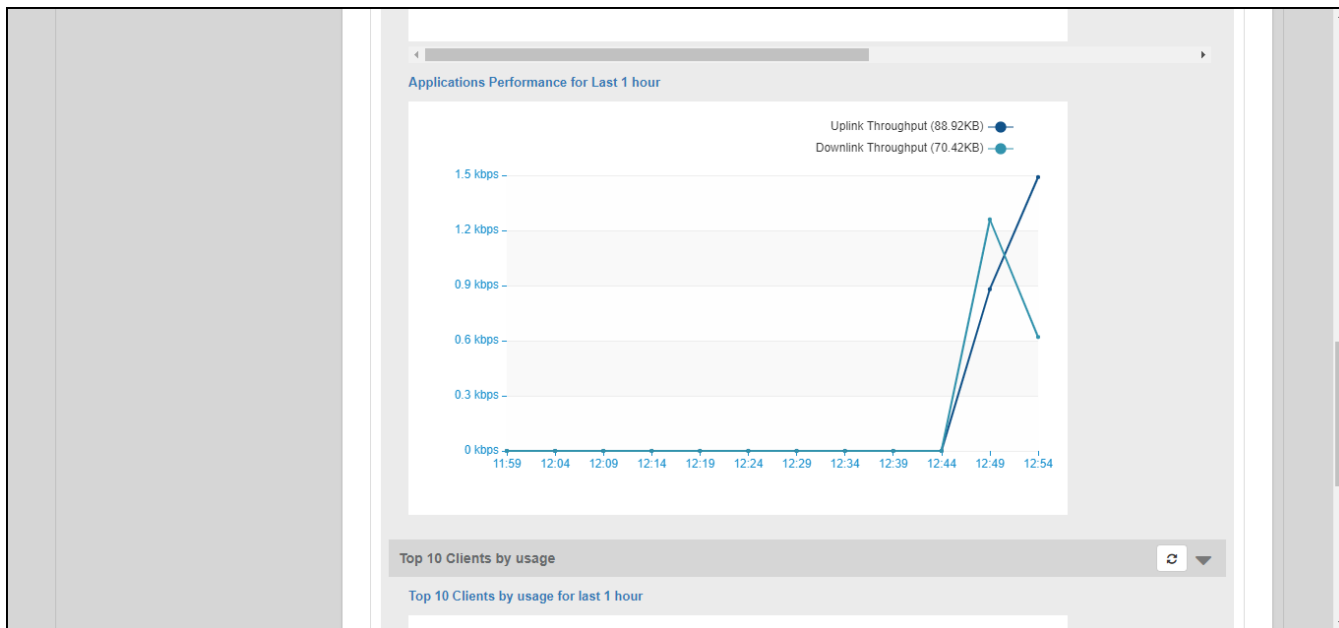 Applications Performance for Last 1 hour
Uplink Throughput (88.92KB)
Downlink Throughput (70.42KB)
1.5 kbps
1.2 kbps
0.9 kbps
0.6 kbps
0.3 kbps
0 kbps
11:59 12:04 12:09 12:14 12:19 12:24 12:29 12:34 12:39 12:44 12:49 12:54
Top 10 Clients by usage
Top 10 Clients by usage for last 1 hour